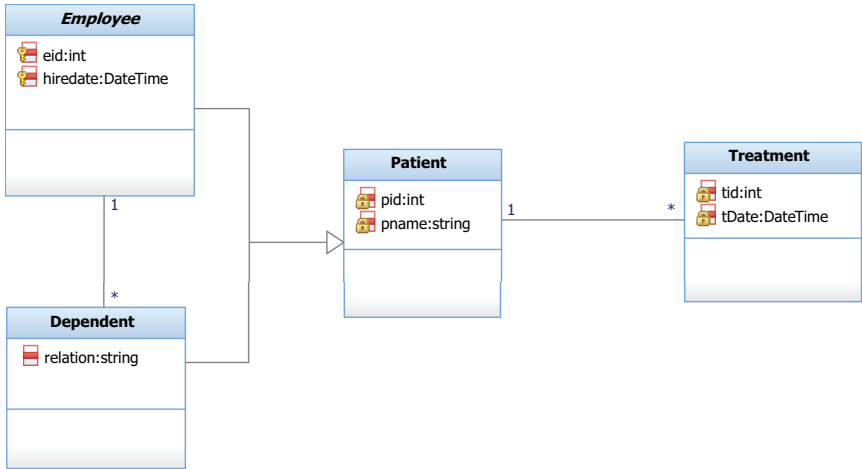 Employee
eid:int
hiredate:DateTime
1
*
Dependent
relation:string
Patient
pid:int
pname:string
1
*
Treatment
tid:int
tDate:DateTime